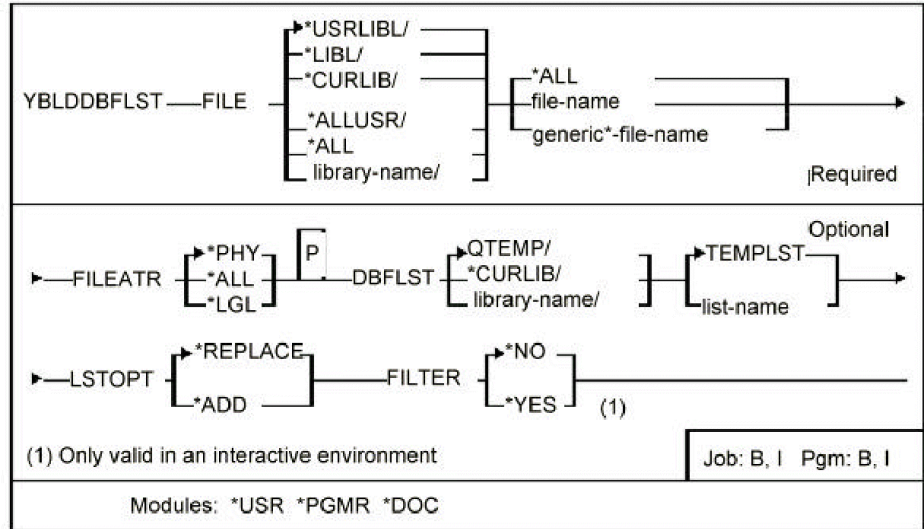 *USRLIBL/
*LIBL/
*CURLIB/
*ALL
YBLDDBFLST FILE file-name
*ALLUSR/
generic*-file-name
*ALL
library-name/
Required
Optional
*PHY P QTEMP/ TEMPLST
FILEATR *ALL DBFLST *CURLIB/
*LGL library-name/ list-name
*REPLACE *NO
LSTOPT FILTER
*ADD *YES (1)
(1) Only valid in an interactive environment
Job: B, I Pgm: B, I
Modules: *USR *PGMR *DOC